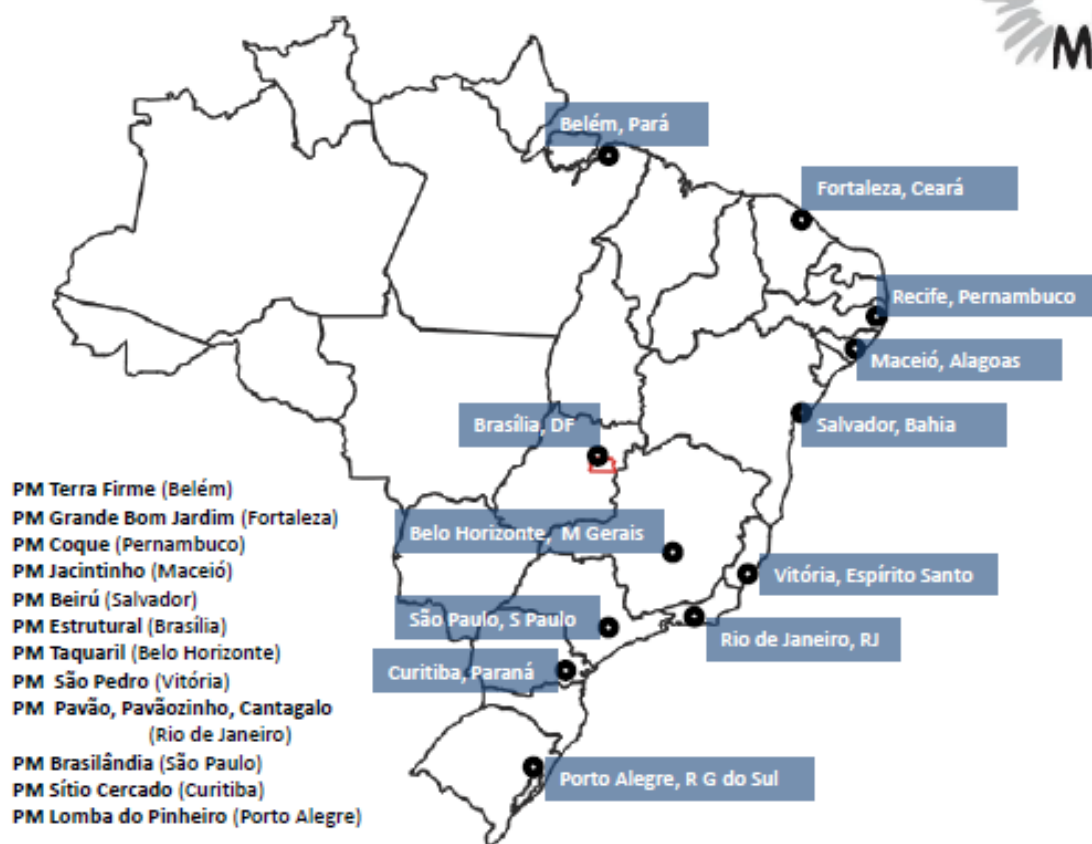 M
Belém, Pará
Fortaleza, Ceará
Recife, Pernambuco
Maceió, Alagoas
Brasília, DF
Salvador, Bahia
Belo Horizonte, M Gerais
Vitória, Espírito Santo
São Paulo, S Paulo
Rio de Janeiro, RJ
Curitiba, Paraná
Porto Alegre, R G do Sul
PM Terra Firme (Belém)
PM Grande Bom Jardim (Fortaleza)
PM Coque (Pernambuco)
PM Jacintinho (Maceió)
PM Beirú (Salvador)
PM Estrutural (Brasília)
PM Taquaril (Belo Horizonte)
PM São Pedro (Vitória)
PM Pavão, Pavãozinho, Cantagalo
(Rio de Janeiro)
PM Brasilândia (São Paulo)
PM Sítio Cercado (Curitiba)
PM Lomba do Pinheiro (Porto Alegre)